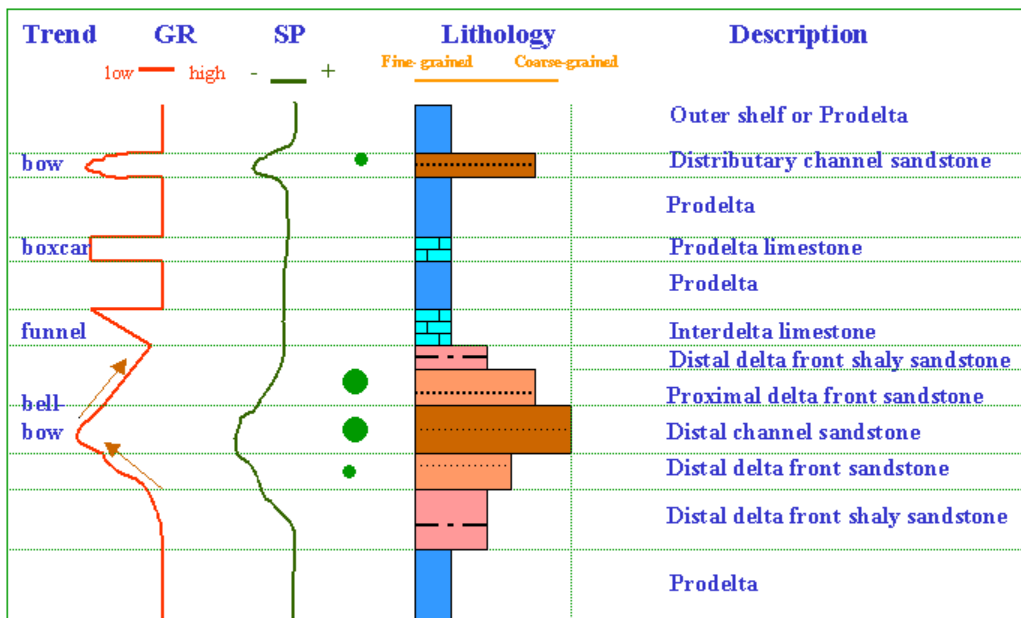 Trend GR SP Lithology Description
low high - + Fine- grained Coarse-grained
Outer shelf or Prodelta
bow Distributary channel sandstone
Prodelta
boxcar Prodelta limestone
Prodelta
funnel Interdelta limestone
Distal delta front shaly sandstone
bell- Proximal delta front sandstone
bow Distal channel sandstone
Distal delta front sandstone
Distal delta front shaly sandstone
Prodelta